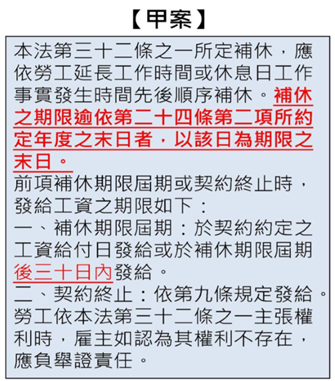 【甲案】
本法第三十二條之一所定補休，應
依勞工延長工作時間或休息日工作
事實發生時間先後順序補休。補休
之期限逾依第二十四條第二項所約
定年度之末日者，以該日為期限之
末日。
前項補休期限屆期或契約終止時，
發給工資之期限如下：
一、補休期限屆期：於契約約定之
工資給付日發給或於補休期限屆期
後三十日內發給。
二、契約終止：依第九條規定發給。
勞工依本法第三十二條之一主張權
利時，雇主如認為其權利不存在，
應負舉證責任。